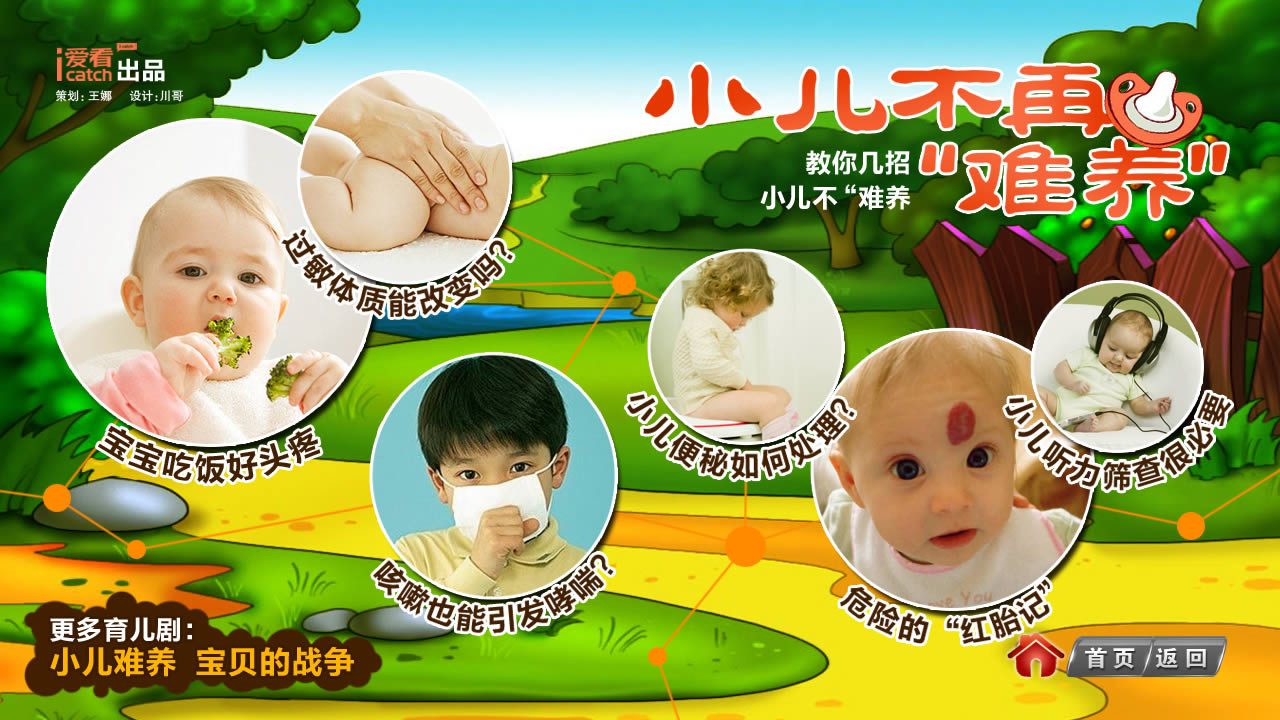 爱看
icatch
出品
策划：王娜 设计：川哥
小儿不再
“难养”
教你几招
小儿不“难养
过敏体质能改变吗？
宝宝吃饭好头疼
小儿便秘如何处理？
小儿听力筛查很必要
咳嗽也能引发哮喘？
危险的“红胎记”
更多育儿剧：
小儿难养 宝贝的战争
首页 返回